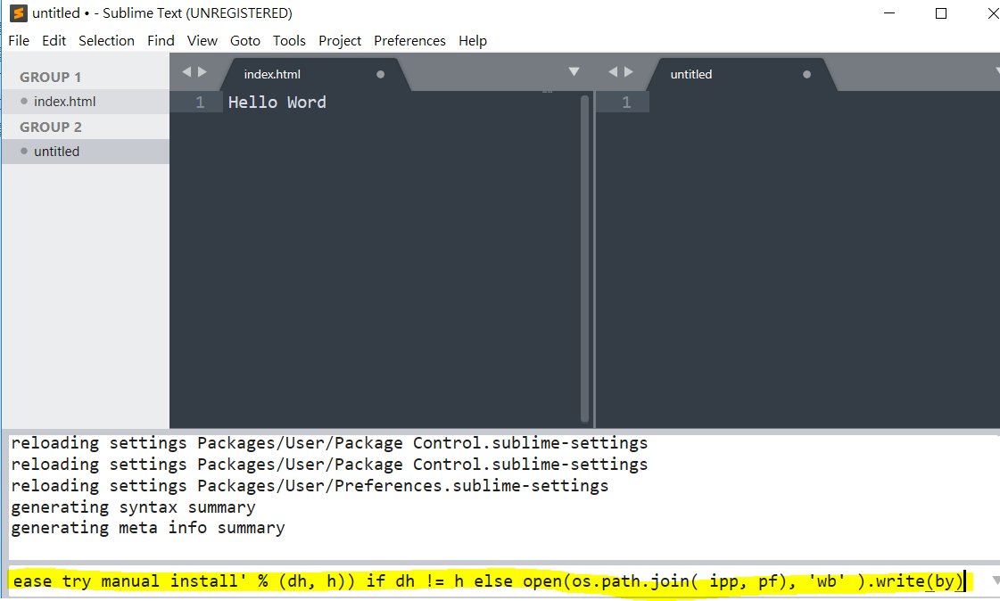 untitled • - Sublime Text (UNREGISTERED)
File Edit Selection Find View Goto Tools Project Preferences Help
GROUP 1
index.html
GROUP 2
untitled
index.html
1 Hello Word
untitled
1
reloading settings Packages/User/Package Control.sublime-settings
reloading settings Packages/User/Package Control.sublime-settings
reloading settings Packages/User/Preferences.sublime-settings
generating syntax summary
generating meta info summary
ease try manual install' % (dh, h)) if dh != h else open(os.path.join( ipp, pf), 'wb' ).write(by)